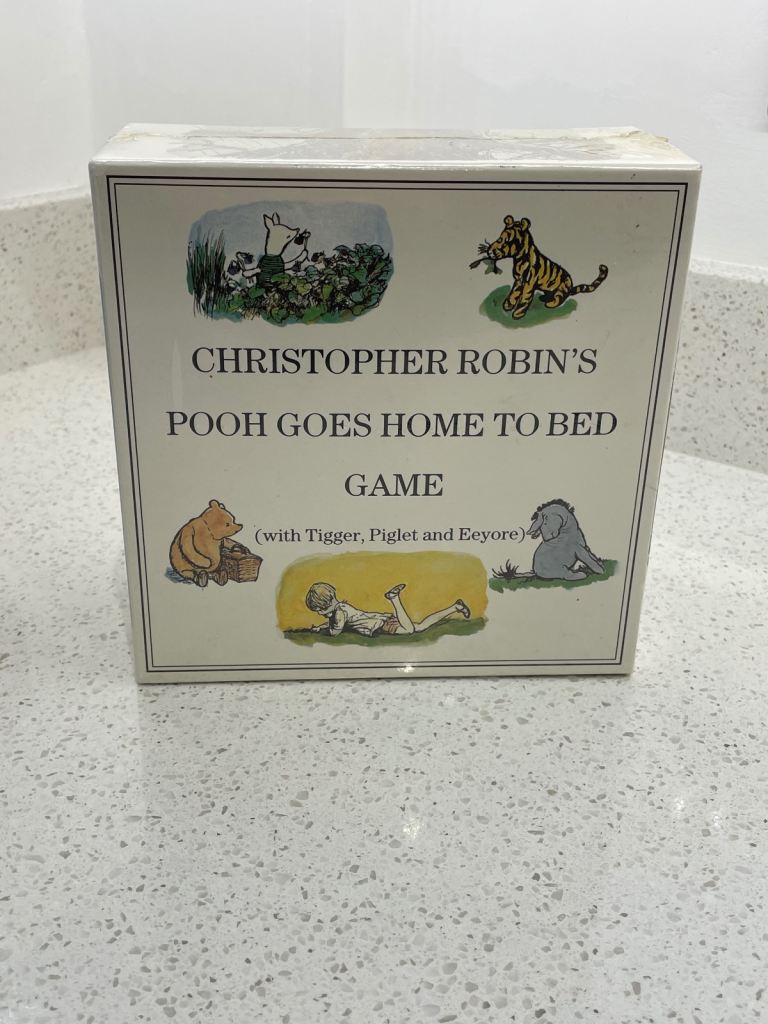 CHRISTOPHER ROBIN'S
POOH GOES HOME TO BED
GAME
(with Tigger, Piglet and Eeyore)